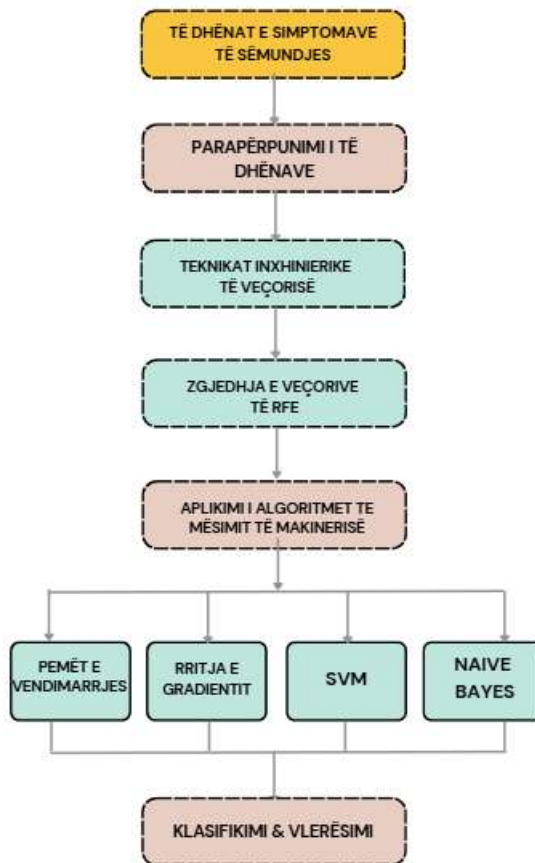 TË DHËNAT E SIMPTOMAVE
TË SËMUNDJES
PARAPËRPUNIMI I TË
DHËNAVE
TEKNIKAT INXHINIERIKE
TË VEÇORISË
ZGJEDHJA E VEÇORIVE
TË RFE
APLIKIMI I ALGORITMET TE
MËSIMIT TË MAKINERISË
PEMËT E
VENDIMARRJES
RRITJA E
GRADIENTIT
SVM
NAIVE
BAYES
KLASIFIKIMI & VLERËSIMI